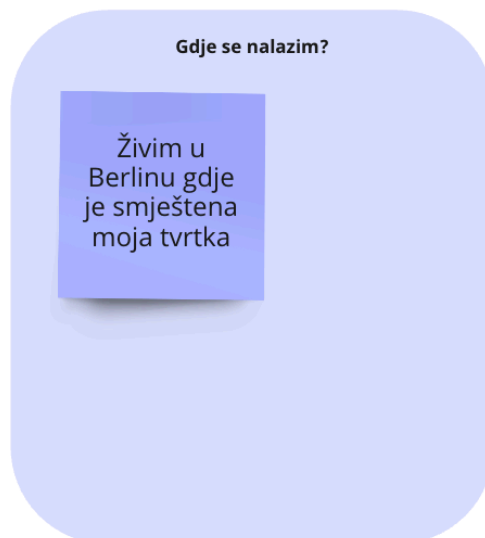 Gdje se nalazim?
Živim u
Berlinu gdje
je smještena
moja tvrtka